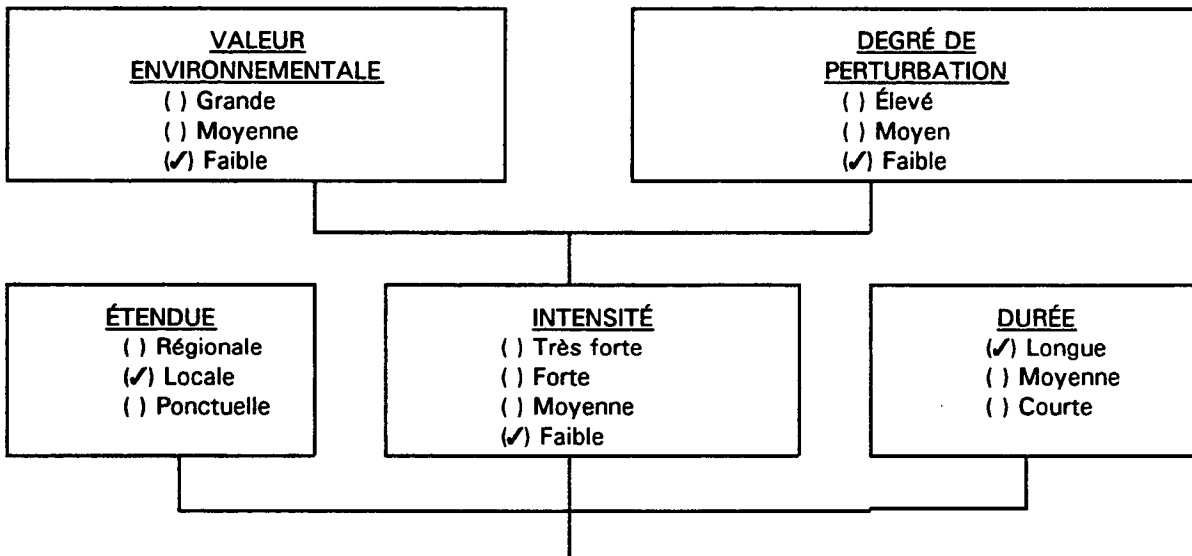 VALEUR
ENVIRONNEMENTALE
( ) Grande
( ) Moyenne
(✓) Faible
DEGRÉ DE
PERTURBATION
( ) Élevé
( ) Moyen
(✓) Faible
ÉTENDUE
( ) Régionale
(✓) Locale
( ) Ponctuelle
INTENSITÉ
( ) Très forte
( ) Forte
( ) Moyenne
(✓) Faible
DURÉE
(✓) Longue
( ) Moyenne
( ) Courte